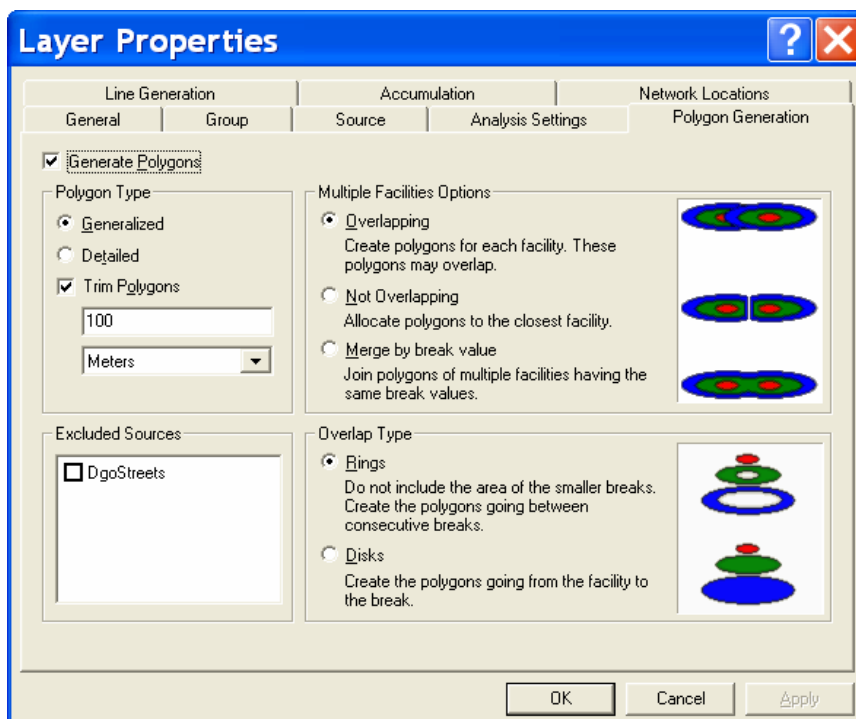 Layer Properties
Line Generation
Accumulation
Network Locations
General
Group
Source
Analysis Settings
Polygon Generation
Generate Polygons
Polygon Type
Generalized
Detailed
Trim Polygons
100
Meters
Multiple Facilities Options
Overlapping
Create polygons for each facility. These
polygons may overlap.
Not Overlapping
Allocate polygons to the closest facility.
Merge by break value
Join polygons of multiple facilities having the
same break values.
Excluded Sources
DgoStreets
Overlap Type
Rings
Do not include the area of the smaller breaks.
Create the polygons going between
consecutive breaks.
Disks
Create the polygons going from the facility to
the break.
OK
Cancel
Apply